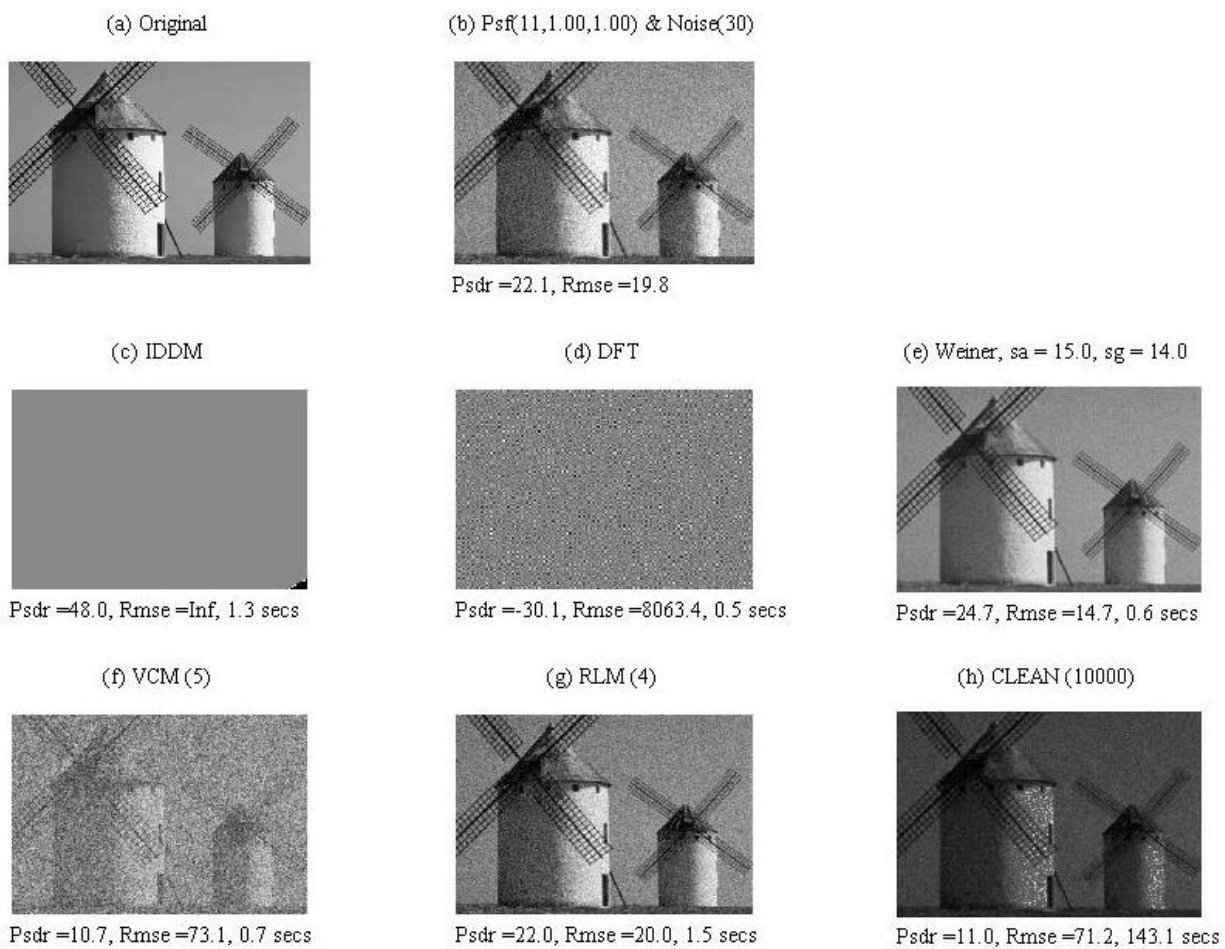 (a) Original
(b) Psf(11,1.00,1.00) & Noise(30)
Psdr =22.1, Rmse =19.8
(c) IDDM
(d) DFT
(e) Weiner, sa = 15.0, sg = 14.0
Psdr =48.0, Rmse =Inf, 1.3 secs
Psdr =-30.1, Rmse =8063.4, 0.5 secs
Psdr =24.7, Rmse =14.7, 0.6 secs
(f) VCM (5)
(g) RLM (4)
(h) CLEAN (10000)
Psdr =10.7, Rmse =73.1, 0.7 secs
Psdr =22.0, Rmse =20.0, 1.5 secs
Psdr =11.0, Rmse =71.2, 143.1 secs